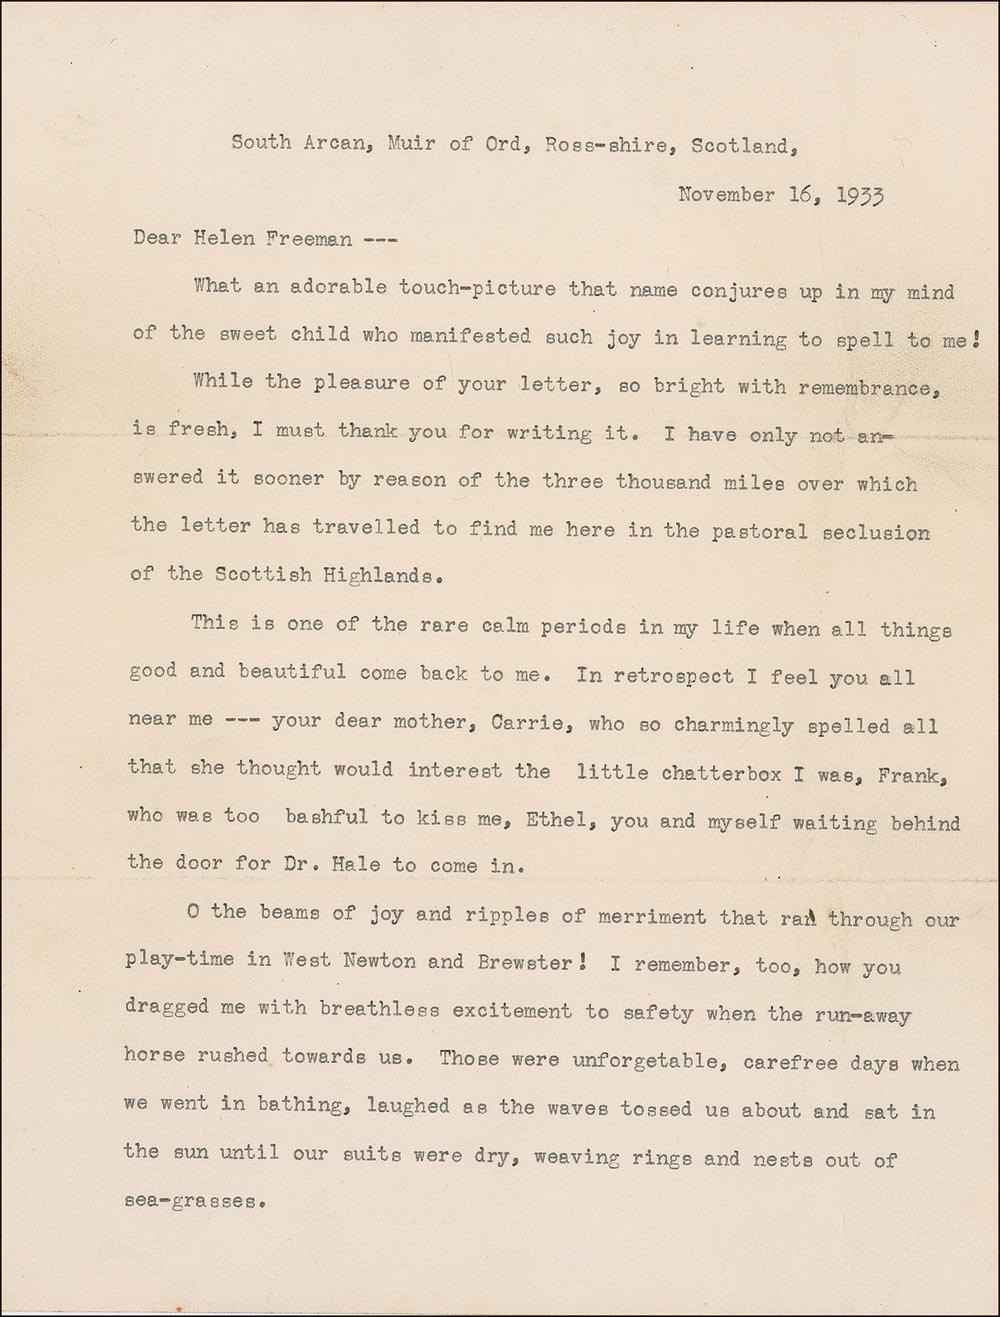 South Arcan, Muir of Ord, Ross-shire, Scotland,
November 16, 1933
Dear Helen Freeman ---
What an adorable touch-picture that name conjures up in my mind
of the sweet child who manifested such joy in learning to spell to me!
While the pleasure of your letter, so bright with remembrance,
is fresh, I must thank you for writing it. I have only not an-
swered it sooner by reason of the three thousand miles over which
the letter has travelled to find me here in the pastoral seclusion
of the Scottish Highlands.
This is one of the rare calm periods in my life when all things
good and beautiful come back to me. In retrospect I feel you all
near me --- your dear mother, Carrie, who so charmingly spelled all
that she thought would interest the little chatterbox I was, Frank,
who was too bashful to kiss me, Ethel, you and myself waiting behind
the door for Dr. Hale to come in.
O the beams of joy and ripples of merriment that ran through our
play-time in West Newton and Brewster! I remember, too, how you
dragged me with breathless excitement to safety when the run-away
horse rushed towards us. Those were unforgetable, carefree days when
we went in bathing, laughed as the waves tossed us about and sat in
the sun until our suits were dry, weaving rings and nests out of
sea-grasses.